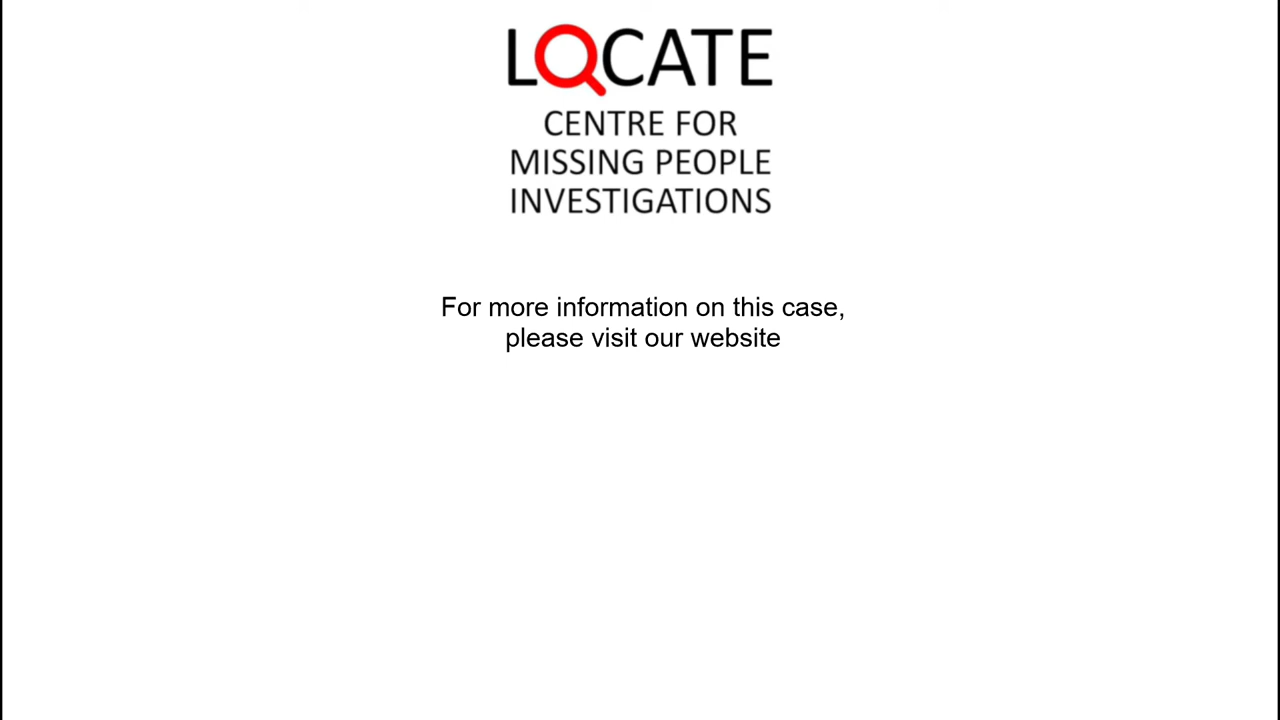 LOCATE
CENTRE FOR
MISSING PEOPLE
INVESTIGATIONS
For more information on this case,
please visit our website